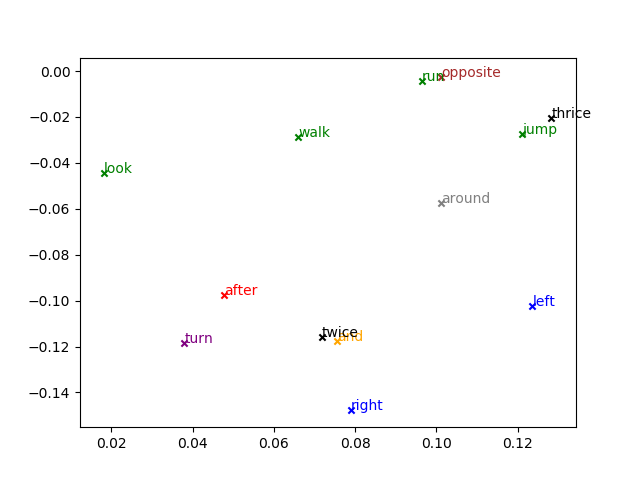 0.00
−0.02
−0.04
−0.06
−0.08
−0.10
−0.12
−0.14
run
opposite
thrice
jump
walk
look
around
after
left
turn
twice
and
right
0.02 0.04 0.06 0.08 0.10 0.12